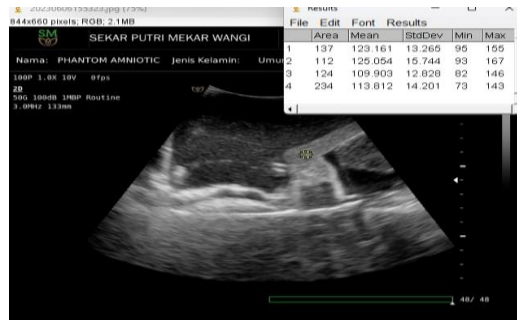 20230606155323.jpg (75%)
844x660 pixels; RGB; 2.1MB
SM
SEKAR PUTRI MEKAR WANGI
Nama: PHANTOM AMNIOTIC Jenis Kelamin: Umu
100P 1.0X 10V 0fps
2D
50G 100dB 1MBP Routine
3.0MHz 133mm
Results
File Edit Font Results
Area Mean StdDev Min Max
1 137 123.161 13.265 95 155
2 112 125.054 15.744 93 167
3 124 109.903 12.828 82 146
4 234 113.812 14.201 73 143
48/ 48